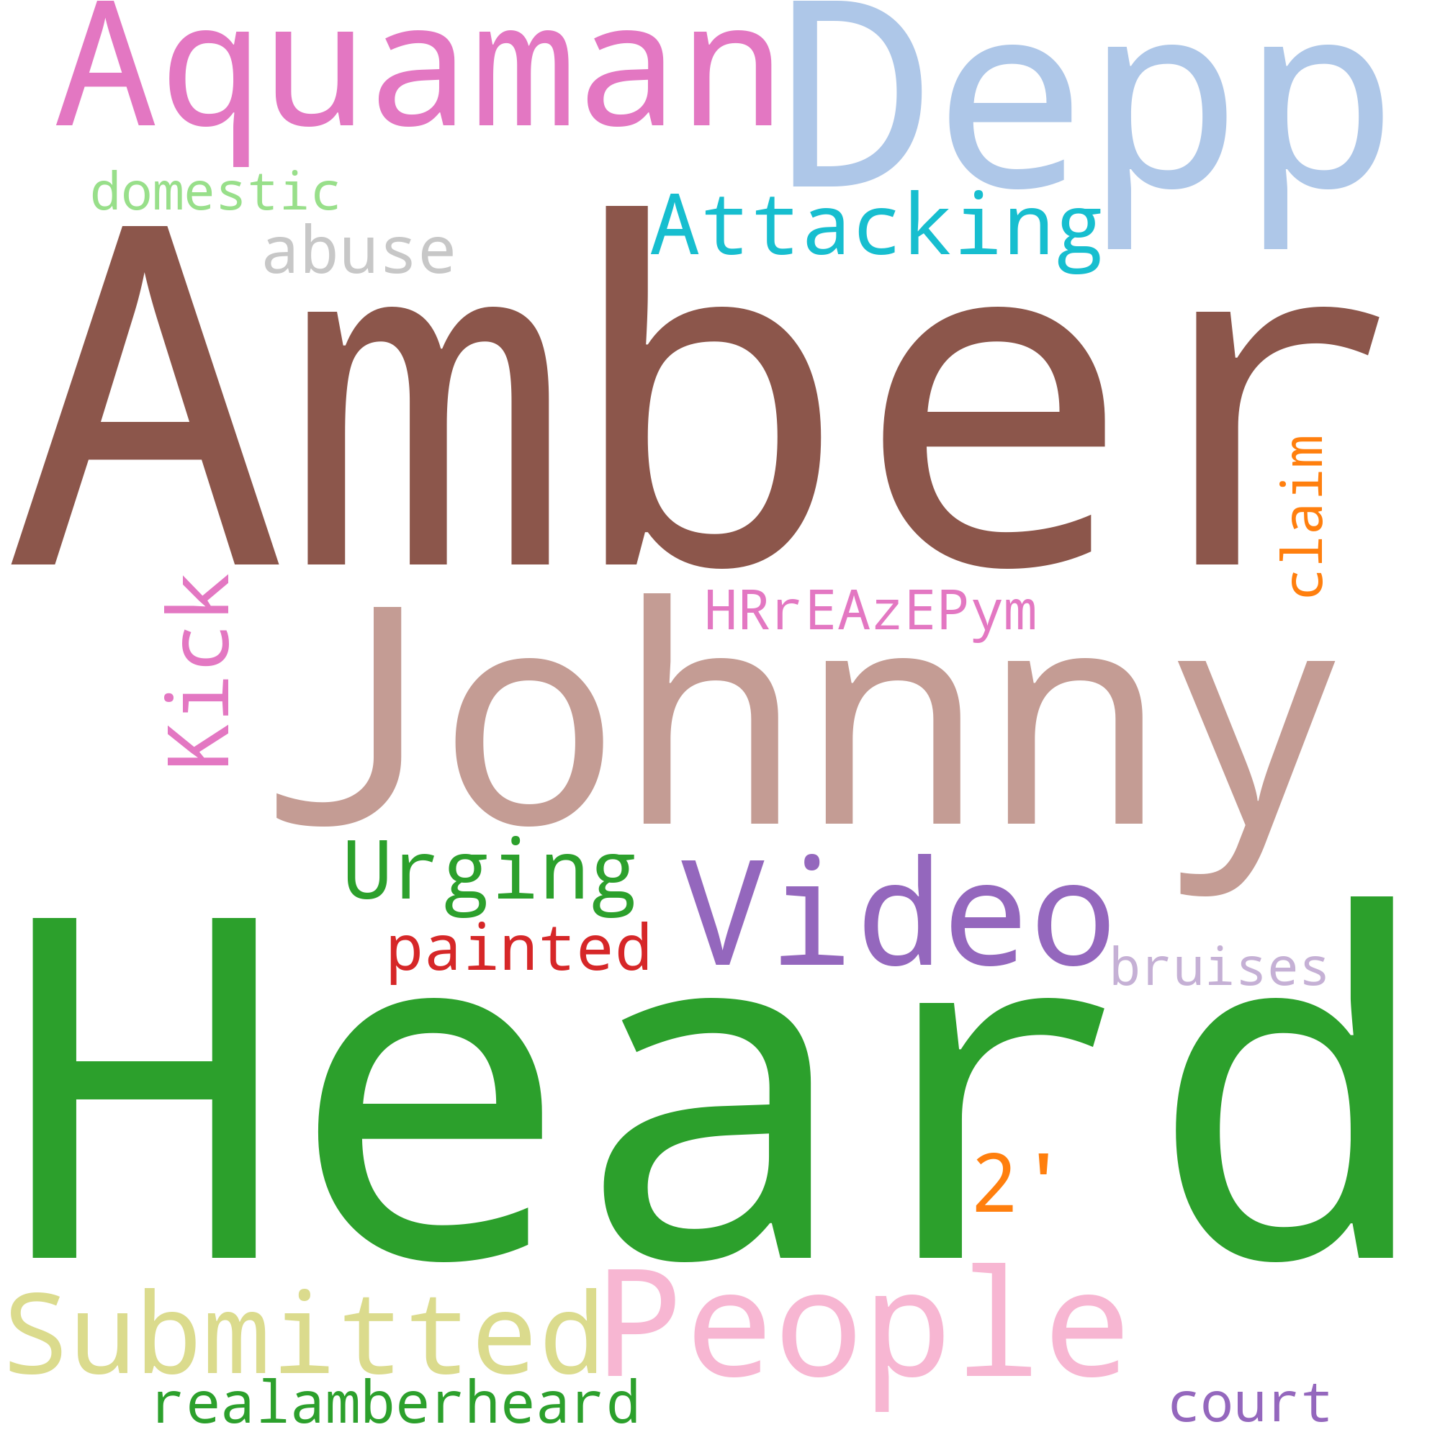 Aquaman Depp
domestic
Attacking
abuse
Amber
claim
Kick
HRrEAzEPym
Johnny
Urging
Video
painted
bruises
Heard
2'
Submitted People
realamberheard
court